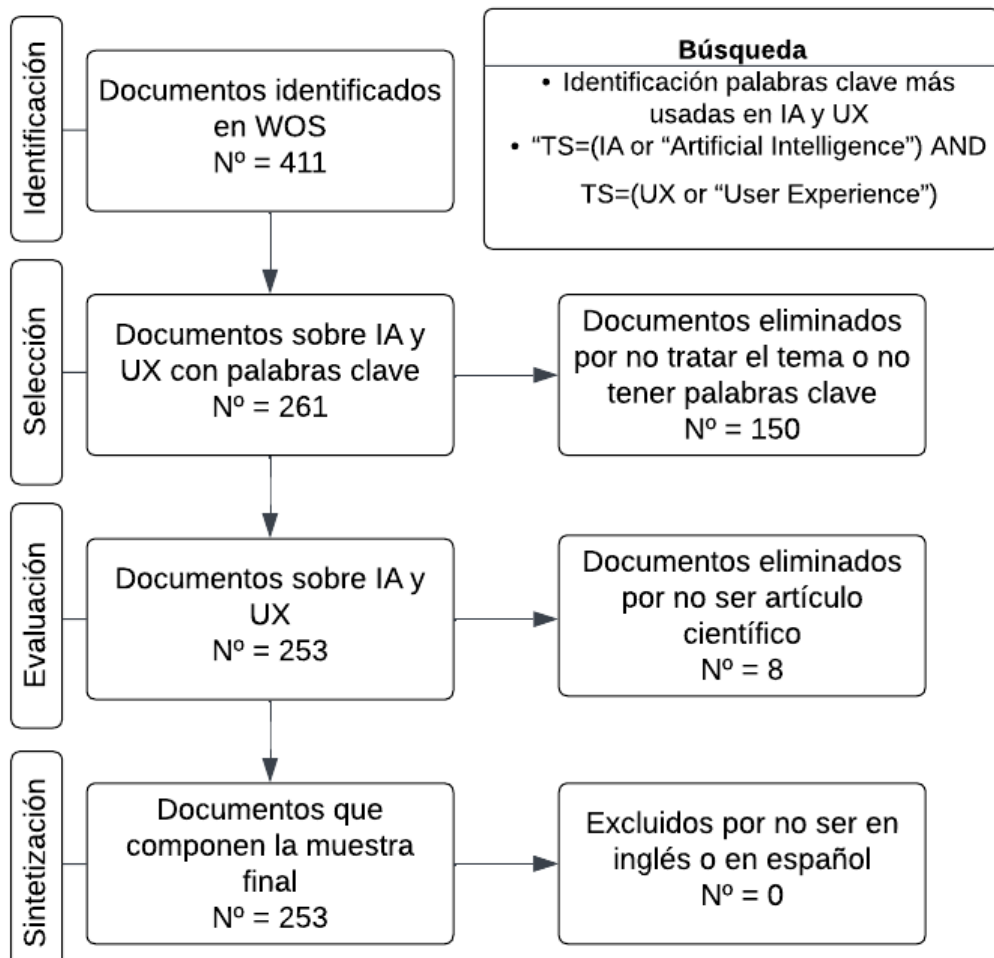 Identificación
Documentos identificados
en WOS
Nº = 411
Búsqueda
• Identificación palabras clave más
usadas en IA y UX
• “TS=(IA or “Artificial Intelligence”) AND
TS=(UX or “User Experience”)
Selección
Documentos sobre IA y
UX con palabras clave
Nº = 261
Documentos eliminados
por no tratar el tema o no
tener palabras clave
Nº = 150
Evaluación
Documentos sobre IA y
UX
Nº = 253
Documentos eliminados
por no ser artículo
científico
Nº = 8
Sintetización
Documentos que
componen la muestra
final
Nº = 253
Excluidos por no ser en
inglés o en español
Nº = 0